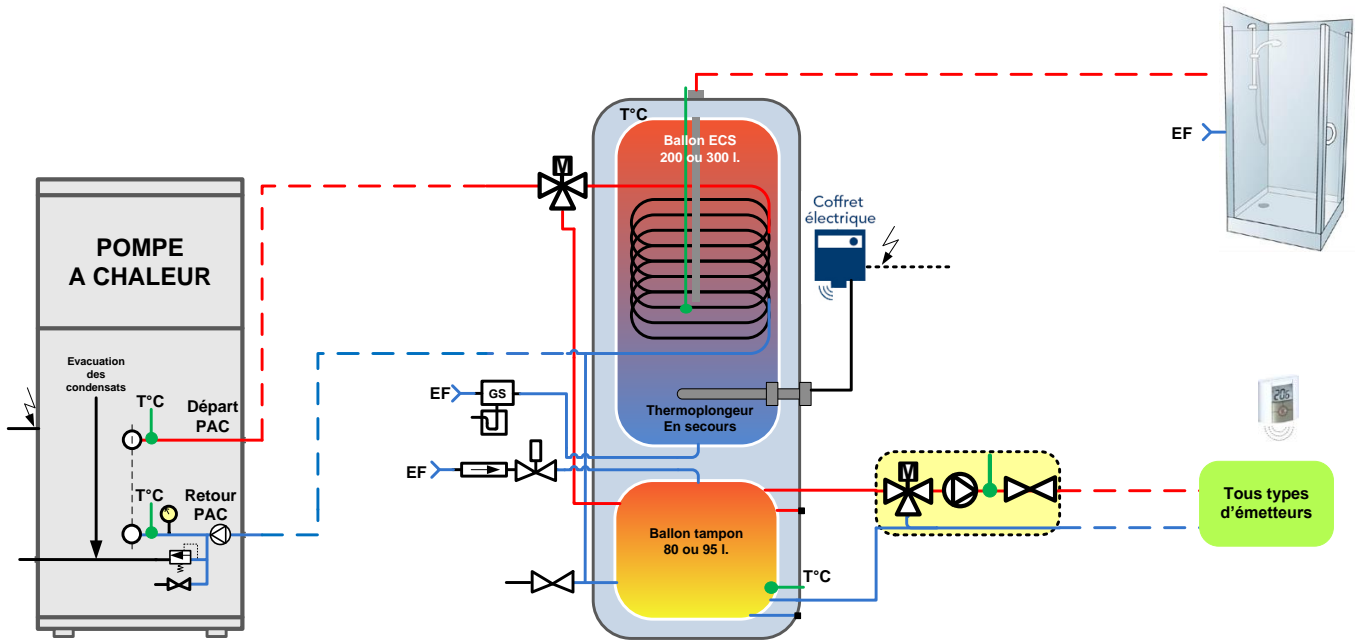 POMPE
A CHALEUR
Evacuation
des
condensats
T°C
Départ
PAC
T°C
Retour
PAC
M
T°C
Ballon ECS
200 ou 300 l.
EF
Coffret
électrique
EF
GS
Thermoplongeur
En secours
EF
Ballon tampon
80 ou 95 l.
T°C
M
Tous types
d'émetteurs